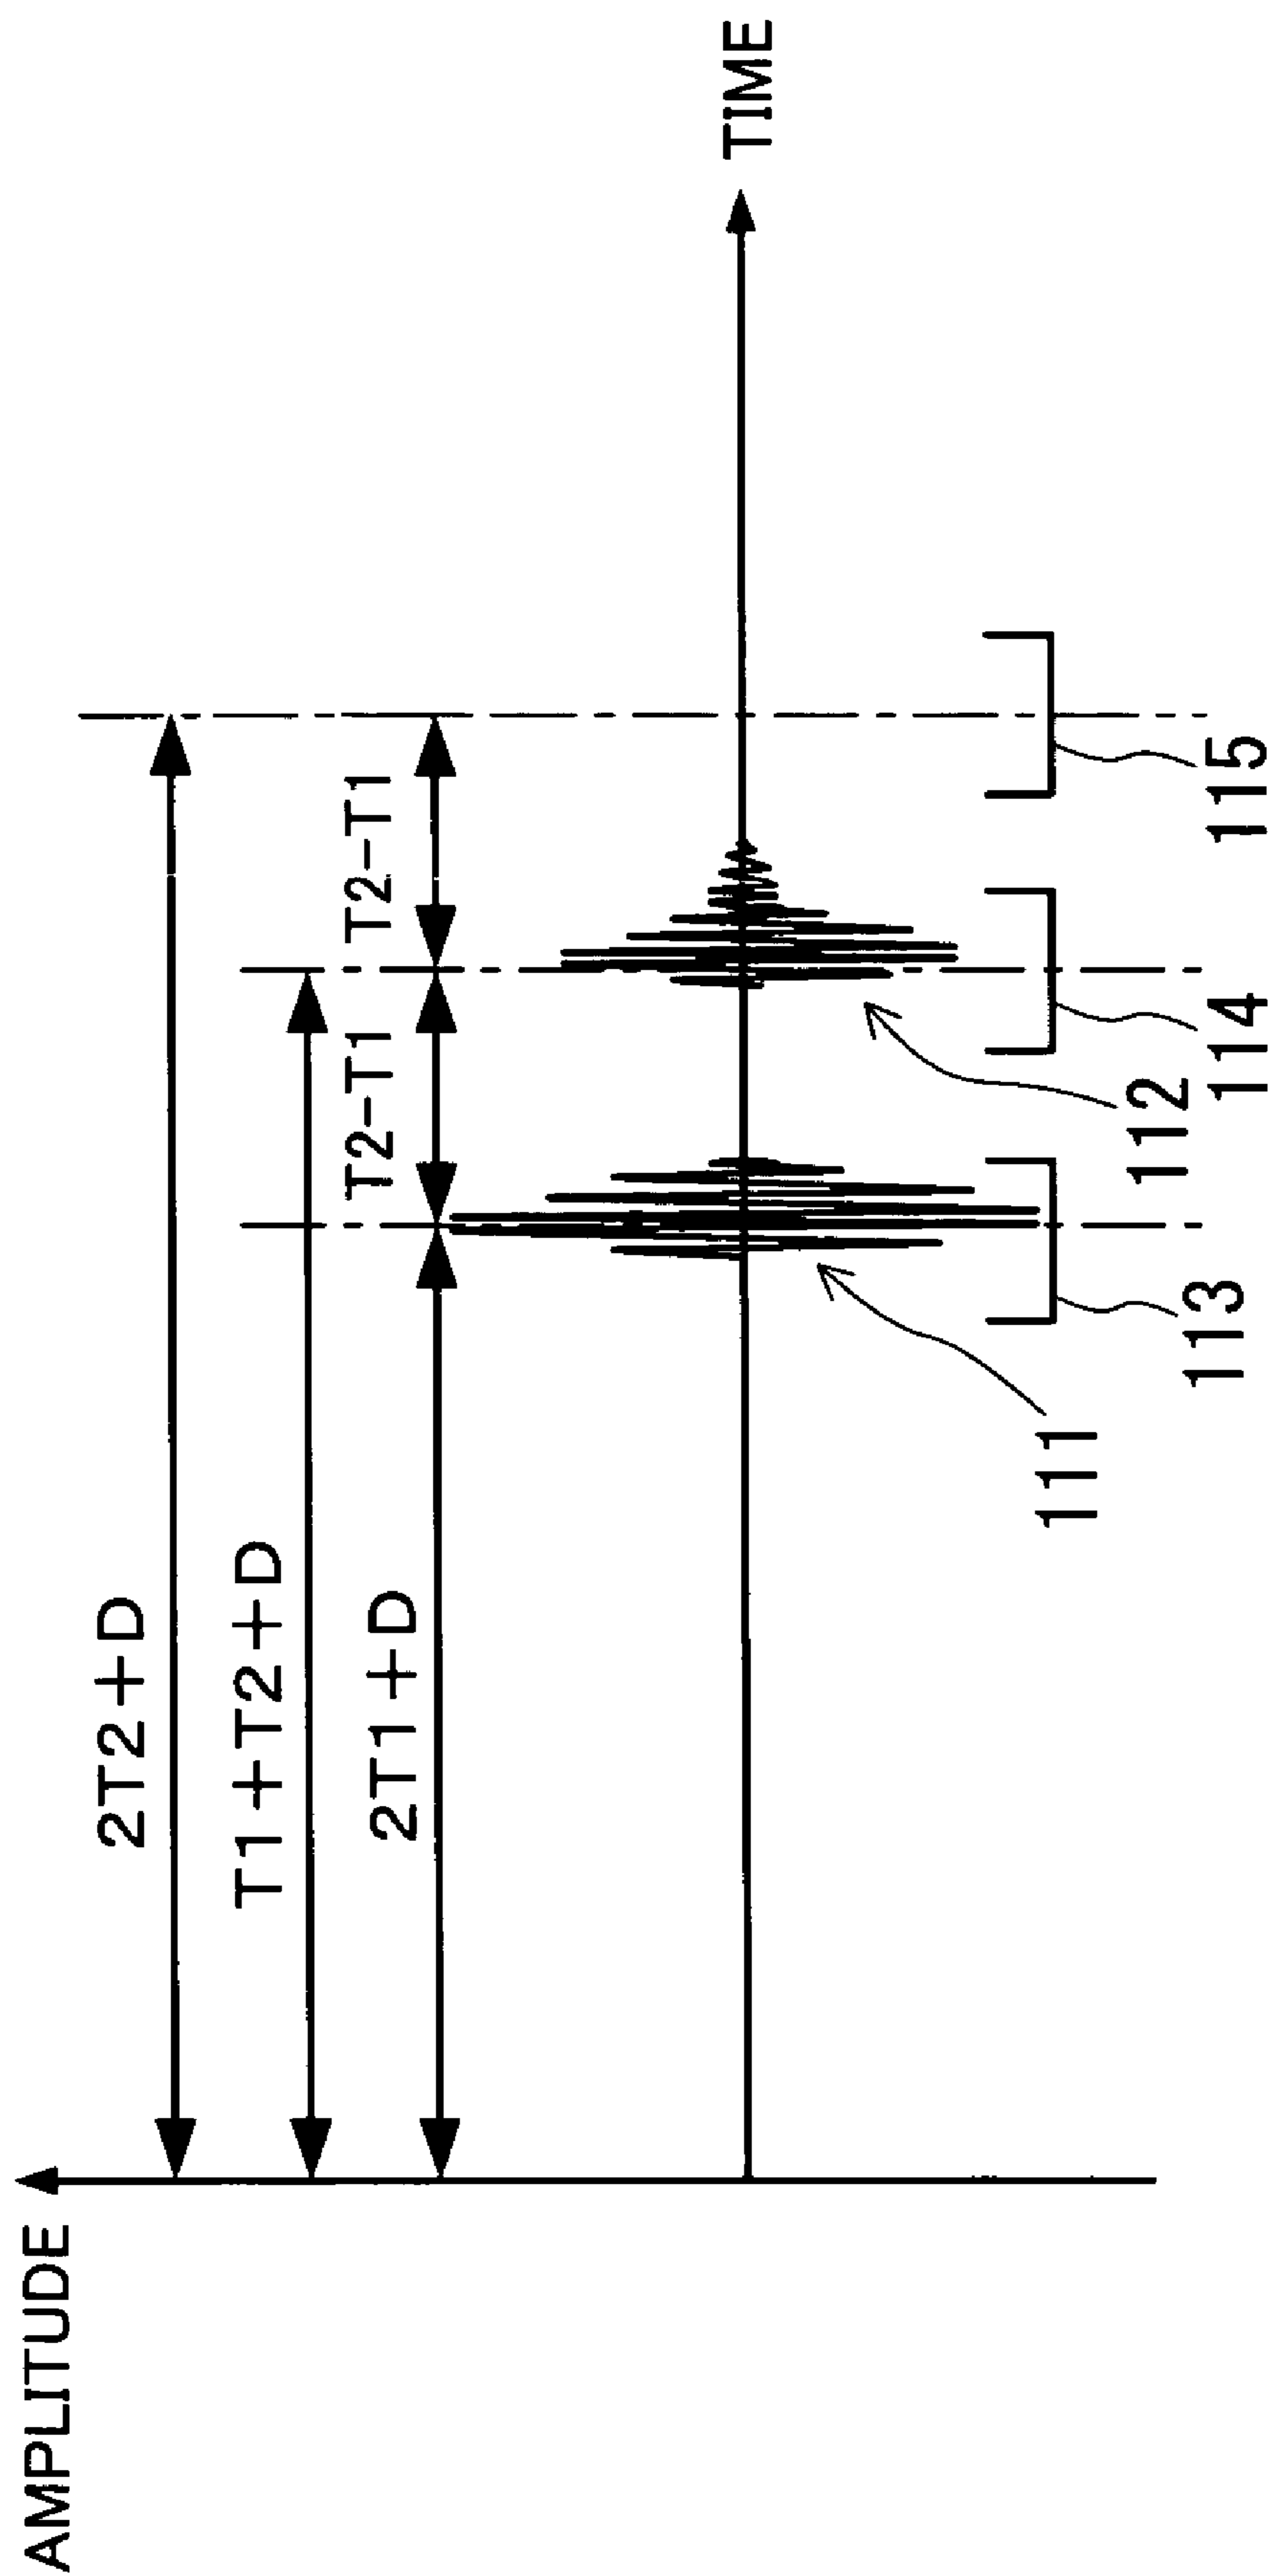 AMPLITUDE
2T2+D
T1+T2+D
2T1+D
T2-T1
T2-T1
TIME
111
112
113
114
115